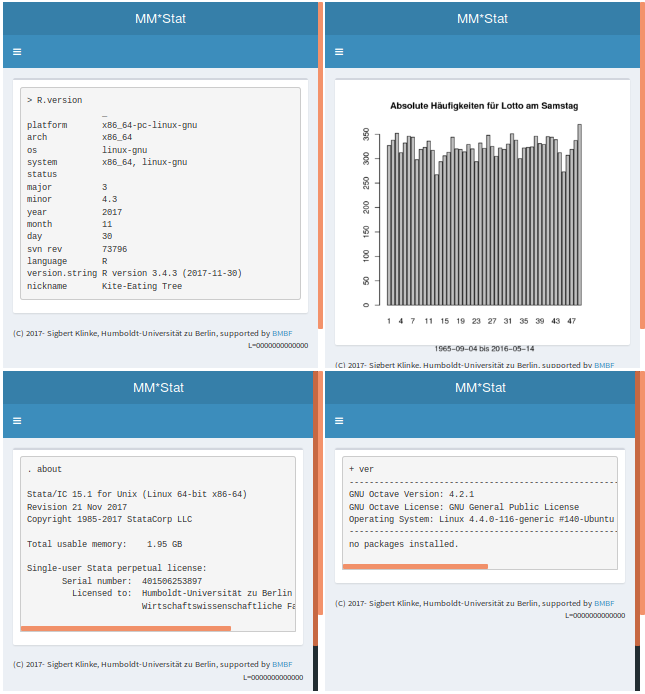 MM*Stat
> R.version
_
platform x86_64-pc-linux-gnu
arch x86_64
os linux-gnu
system x86_64, linux-gnu
status
major 3
minor 4.3
year 2017
month 11
day 30
svn rev 73796
language R
version.string R version 3.4.3 (2017-11-30)
nickname Kite-Eating Tree
(C) 2017- Sigbert Klinke, Humboldt-Universität zu Berlin, supported by BMBF
L=0000000000000
MM*Stat
Absolute Häufigkeiten für Lotto am Samstag
350
300
250
200
150
100
50
0
1 4 7 11 15 19 23 27 31 35 39 43 47
1965-09-04 bis 2016-05-14
(C) 2017- Sigbert Klinke, Humboldt-Universität zu Berlin, supported by BMBF
MM*Stat
. about
Stata/IC 15.1 for Unix (Linux 64-bit x86-64)
Revision 21 Nov 2017
Copyright 1985-2017 StataCorp LLC
Total usable memory: 1.95 GB
Single-user Stata perpetual license:
Serial number: 401506253897
Licensed to: Humboldt-Universität zu Berlin
Wirtschaftswissenschaftliche Fa
(C) 2017- Sigbert Klinke, Humboldt-Universität zu Berlin, supported by BMBF
L=0000000000000
MM*Stat
+ ver
----------------------------------------------------------------------
GNU Octave Version: 4.2.1
GNU Octave License: GNU General Public License
Operating System: Linux 4.4.0-116-generic #140-Ubuntu
----------------------------------------------------------------------
no packages installed.
(C) 2017- Sigbert Klinke, Humboldt-Universität zu Berlin, supported by BMBF
L=0000000000000